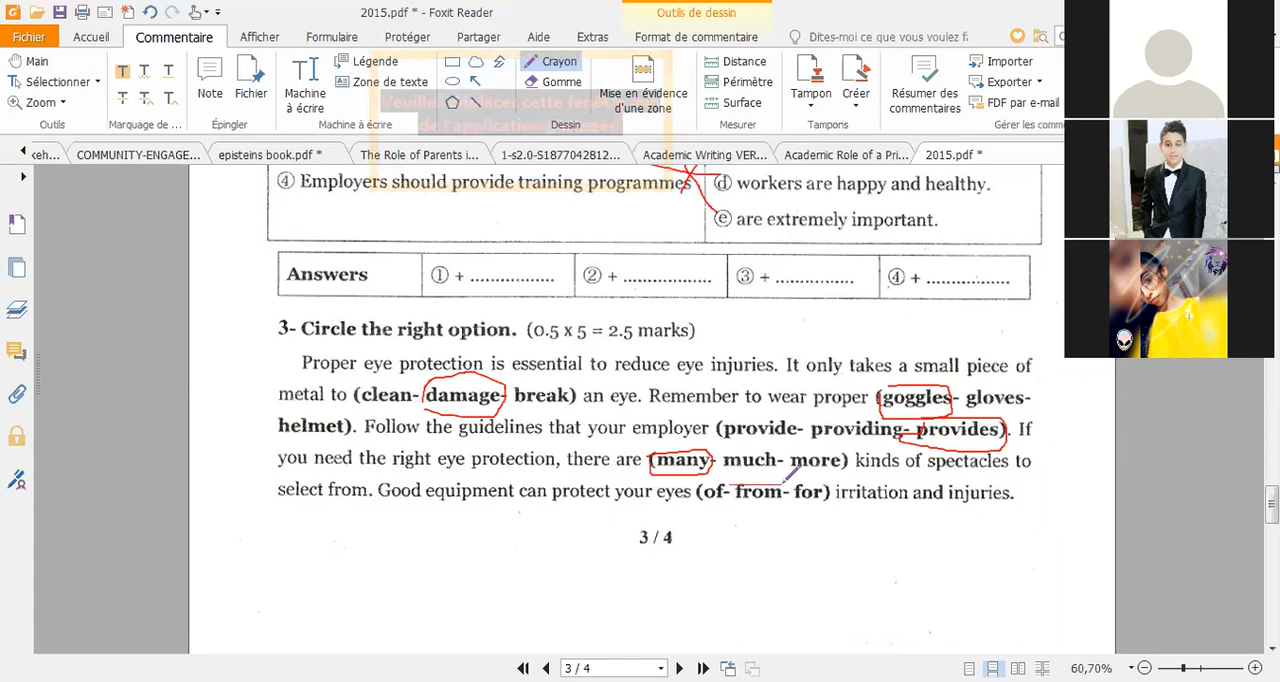 2015.pdf * - Foxit Reader
Outils de dessin
Fichier Accueil Commentaire Afficher Formulaire Protéger Partager Aide Extras Format de commentaire Dites-moi ce que vous voulez f
Main
Sélectionner
Zoom
Outils
Marquage de ...
Note
Fichier
Épingler
Machine à écrire
Légende
Zone de texte
Machine à écrire
Crayon
Gomme
Dessin
Mise en évidence d'une zone
Distance
Périmètre
Surface
Mesurer
Tampon
Créer
Tampons
Résumer des commentaires
Importer
Exporter
FDF par e-mail
Gérer les comm
keh... COMMUNITY-ENGAGE... episteins book.pdf * The Role of Parents i... 1-s2.0-S1877042812... Academic Writing VER... Academic Role of a Pri... 2015.pdf *
④ Employers should provide training programmes ⓓ workers are happy and healthy.
ⓔ are extremely important.
Answers ① + ................ ② + ................ ③ + ................ ④ + ................
3- Circle the right option. (0.5 x 5 = 2.5 marks)
Proper eye protection is essential to reduce eye injuries. It only takes a small piece of
metal to (clean- damage- break) an eye. Remember to wear proper (goggles- gloves-
helmet). Follow the guidelines that your employer (provide- providing- provides). If
you need the right eye protection, there are (many- much- more) kinds of spectacles to
select from. Good equipment can protect your eyes (of- from- for) irritation and injuries.
3 / 4
3 / 4
60,70%